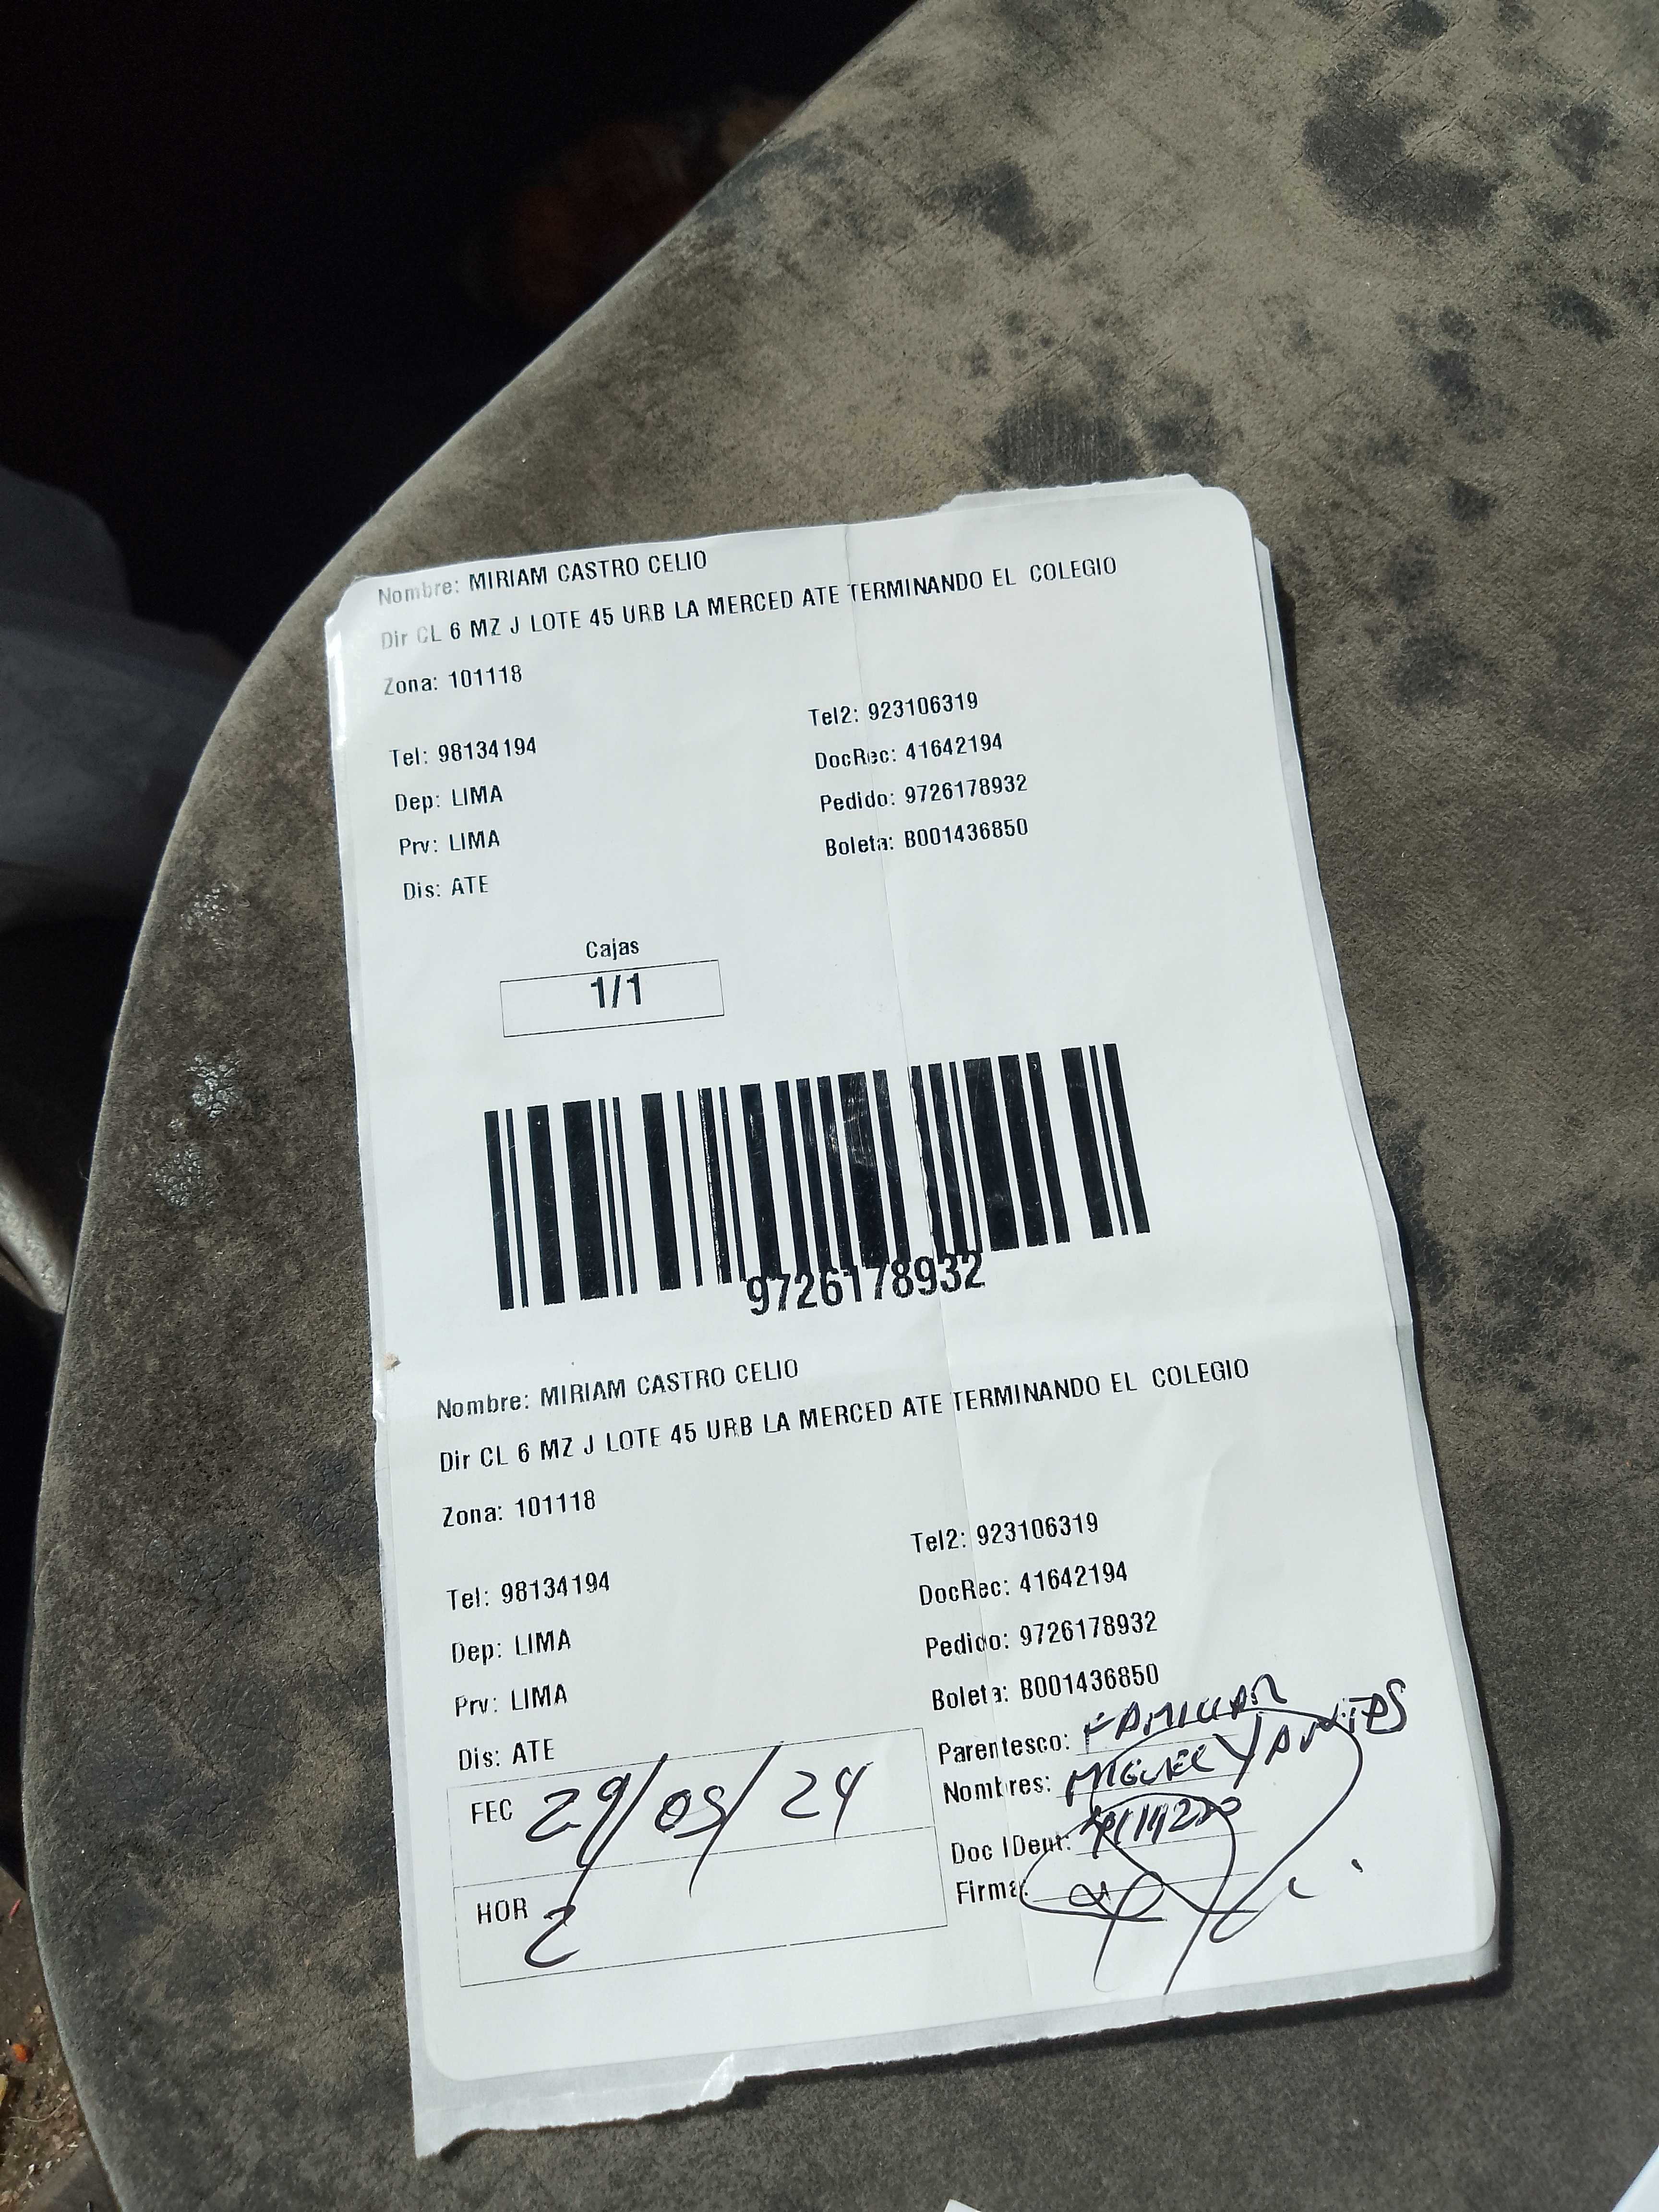 Nombre: MIRIAM CASTRO CELIO
Dir CL 6 MZ J LOTE 45 URB LA MERCED ATE TERMINANDO EL COLEGIO
Zona: 101118
Tel2: 923106319
Tel: 98134194
DocRec: 41642194
Dep: LIMA
Pedido: 9726178932
Prv: LIMA
Boleta: B001436850
Dis: ATE
Cajas
1/1
9726178932
Nombre: MIRIAM CASTRO CELIO
Dir CL 6 MZ J LOTE 45 URB LA MERCED ATE TERMINANDO EL COLEGIO
Zona: 101118
Tel2: 923106319
Tel: 98134194
DocRec: 41642194
Dep: LIMA
Pedido: 9726178932
Prv: LIMA
Boleta: B001436850
Dis: ATE
Parentesco: FAMILIAR
Nombres: MIGUEL
FEC 29/05/24
Doc IDent:
Firma:
HOR 2